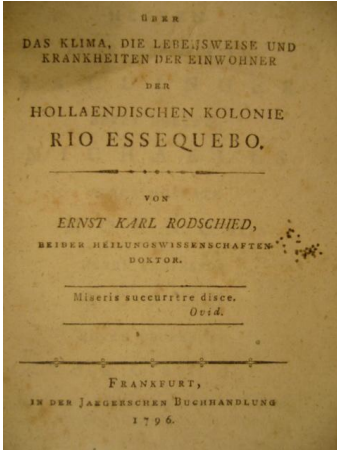 ÜBER
DAS KLIMA, DIE LEBENSWEISE UND
KRANKHEITEN DER EINWOHNER
DER
HOLLAENDISCHEN KOLONIE
RIO ESSEQUEBO.
VON
ERNST KARL RODSCHIED,
BEIDER HEILUNGSWISSENSCHAFTEN
DOKTOR.
Miseris succurrere disce.
Ovid.
FRANKFURT,
IN DER JAEGERSCHEN BUCHHANDLUNG
1796.